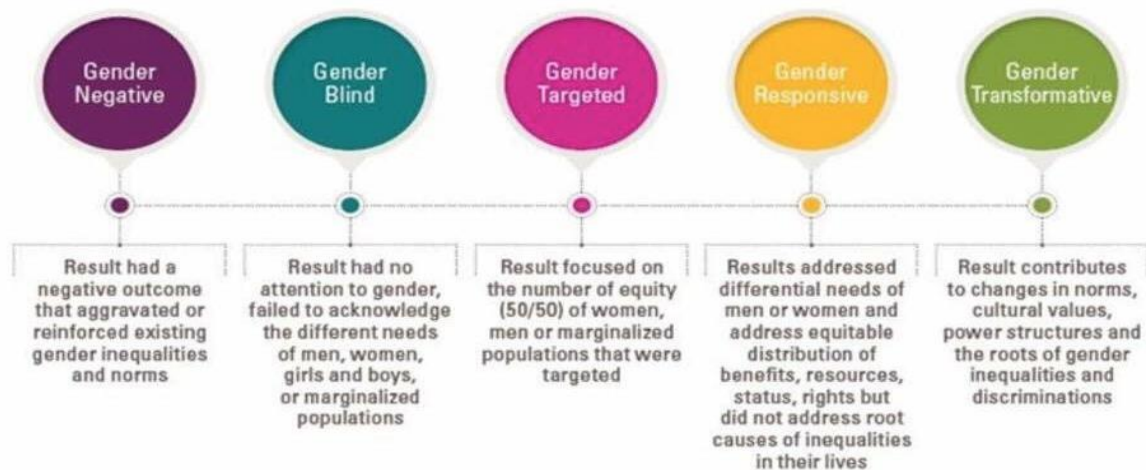 Gender
Negative
Gender
Blind
Gender
Targeted
Gender
Responsive
Gender
Transformative
Result had a
negative outcome
that aggravated or
reinforced existing
gender inequalities
and norms
Result had no
attention to gender,
failed to acknowledge
the different needs
of men, women,
girls and boys,
or marginalized
populations
Result focused on
the number of equity
(50/50) of women,
men or marginalized
populations that were
targeted
Results addressed
differential needs of
men or women and
address equitable
distribution of
benefits, resources,
status, rights but
did not address root
causes of inequalities
in their lives
Result contributes
to changes in norms,
cultural values,
power structures and
the roots of gender
inequalities and
discriminations